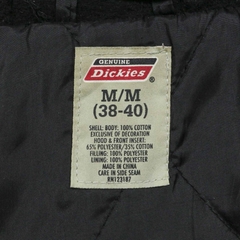 GENUINE
Dickies
M/M
(38-40)
SHELL: BODY: 100% COTTON
EXCLUSIVE OF DECORATION
HOOD & FRONT INSERT:
65% POLYESTER/35% COTTON
FILLING: 100% POLYESTER
LINING: 100% POLYESTER
MADE IN CHINA
CARE IN SIDE SEAM
RN123187